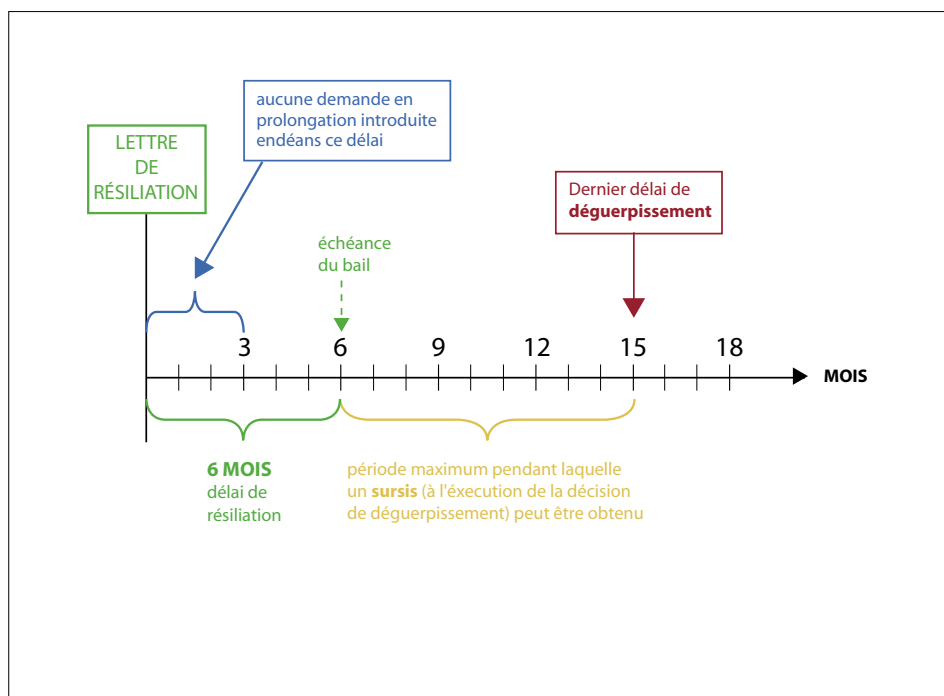 aucune demande en
prolongation introduite
endéans ce délai
LETTRE
DE
RÉSILIATION
Dernier délai de
déguerpissement
échéance
du bail
3 6 9 12 15 18
MOIS
6 MOIS
délai de
résiliation
période maximum pendant laquelle
un sursis (à l'éxecution de la décision
de déguerpissement) peut être obtenu